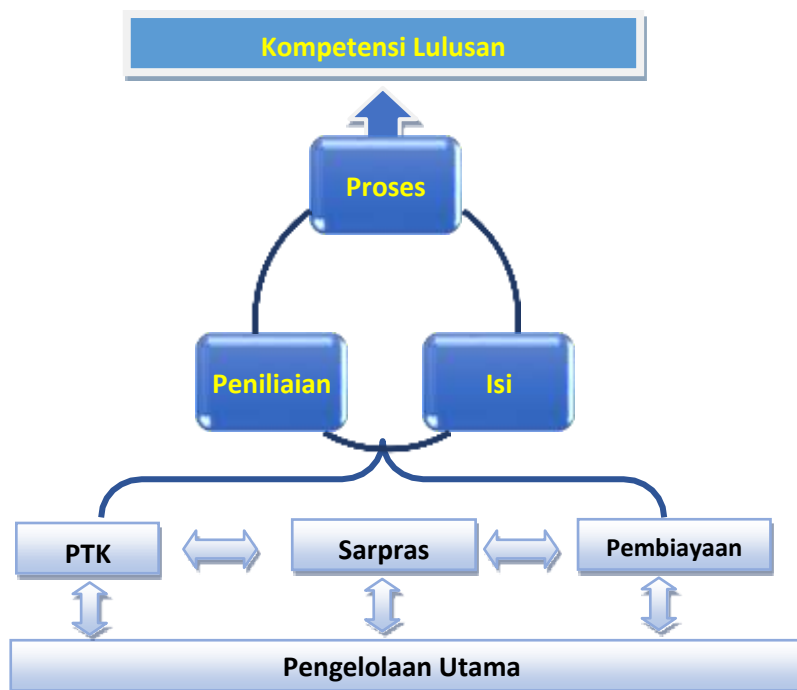 Kompetensi Lulusan
Proses
Peniliaian
Isi
PTK
Sarpras
Pembiayaan
Pengelolaan Utama